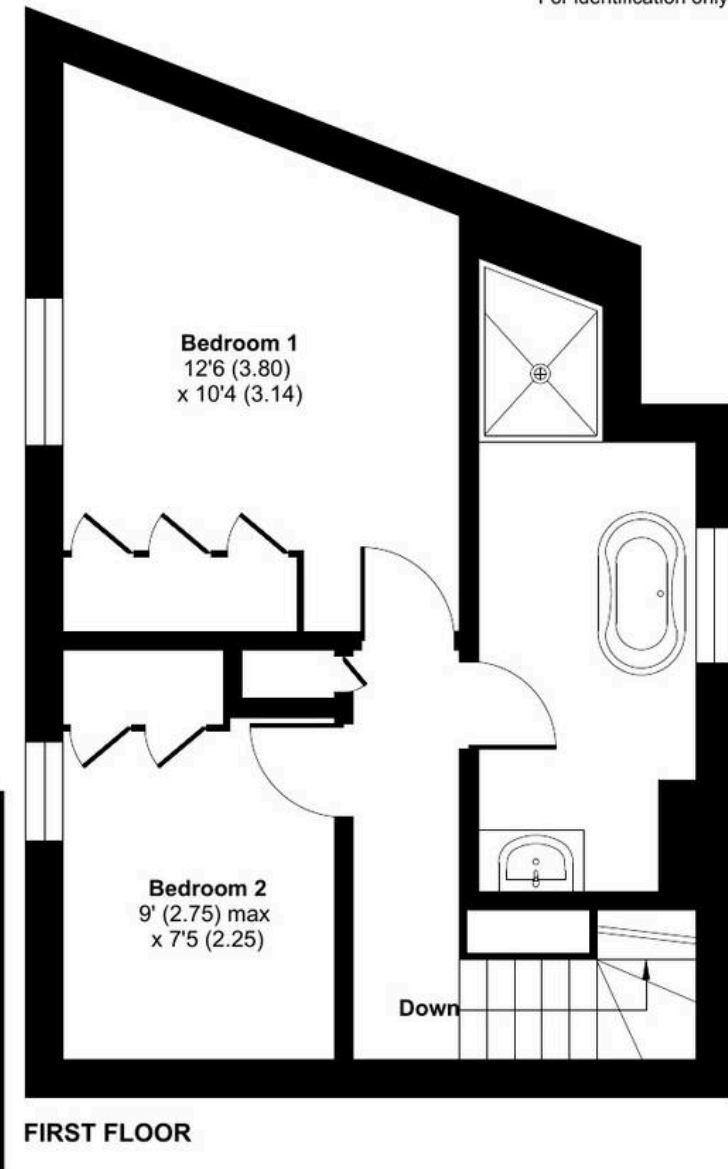 For identification only
Bedroom 1
12'6 (3.80)
x 10'4 (3.14)
Bedroom 2
9' (2.75) max
x 7'5 (2.25)
Down
FIRST FLOOR